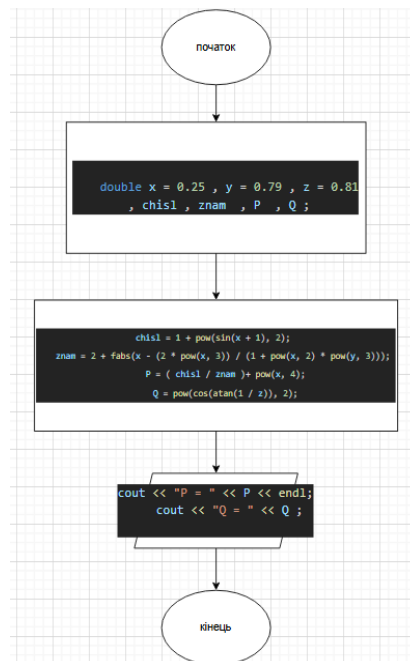 початок
double x = 0.25 , y = 0.79 , z = 0.81
, chisl , znam , P , Q ;
chisl = 1 + pow(sin(x + 1), 2);
znam = 2 + fabs(x - (2 * pow(x, 3)) / (1 + pow(x, 2) * pow(y, 3)));
P = ( chisl / znam )+ pow(x, 4);
Q = pow(cos(atan(1 / z)), 2);
cout << "P = " << P << endl;
cout << "Q = " << Q ;
кінець